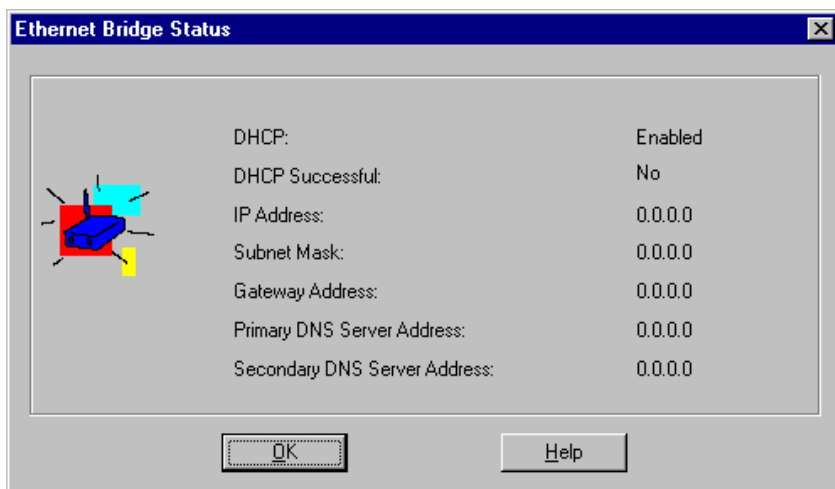 Ethernet Bridge Status
DHCP: Enabled
DHCP Successful: No
IP Address: 0.0.0.0
Subnet Mask: 0.0.0.0
Gateway Address: 0.0.0.0
Primary DNS Server Address: 0.0.0.0
Secondary DNS Server Address: 0.0.0.0
OK Help